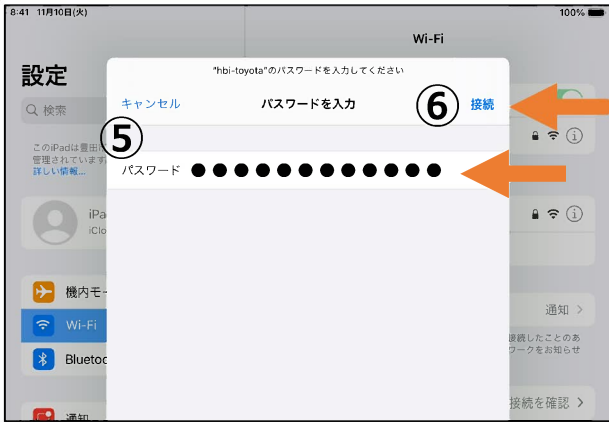 8:41 11月10日(火)
100%
Wi-Fi
設定
"hbi-toyota"のパスワードを入力してください
キャンセル
パスワードを入力
⑥
接続
検索
⑤
このiPadは豊田
管理されています
詳しい情報...
パスワード ●●●●●●●●●●●●
iPa
iClo
機内モー
通知
Wi-Fi
接続したことのあ
ワークをお知らせ
Bluetoo
接続を確認
通知